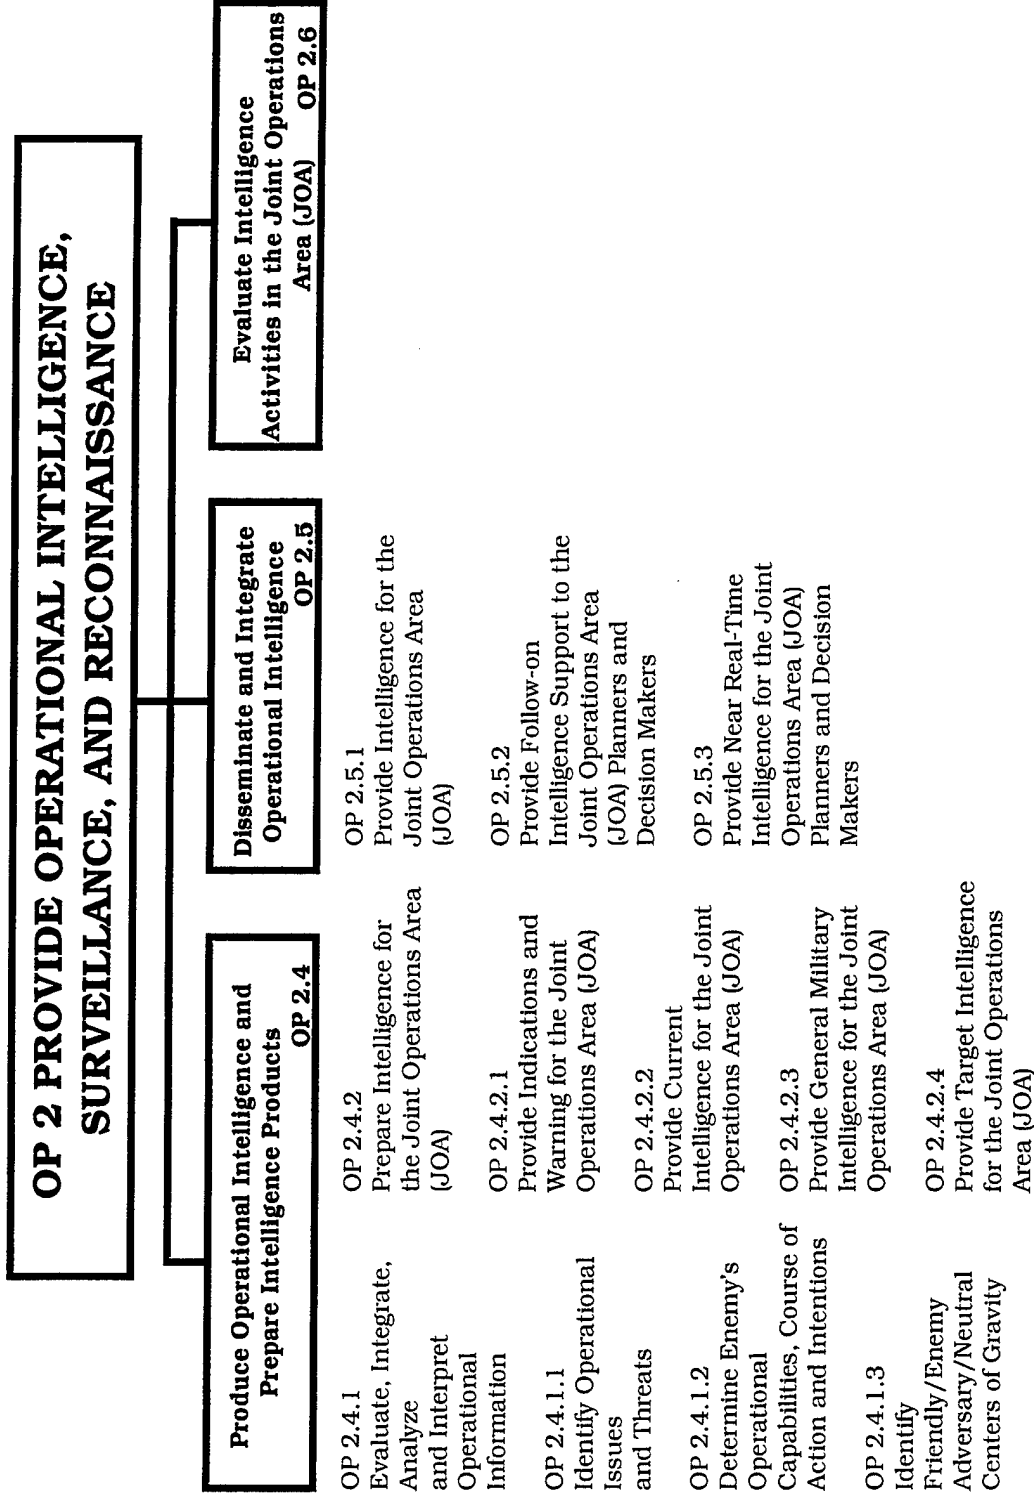 OP 2 PROVIDE OPERATIONAL INTELLIGENCE,
SURVEILLANCE, AND RECONNAISSANCE
Produce Operational Intelligence and
Prepare Intelligence Products
OP 2.4
Disseminate and Integrate
Operational Intelligence
OP 2.5
Evaluate Intelligence
Activities in the Joint Operations
Area (JOA) OP 2.6
OP 2.4.1
Evaluate, Integrate,
Analyze
and Interpret
Operational
Information
OP 2.4.1.1
Identify Operational
Issues
and Threats
OP 2.4.1.2
Determine Enemy's
Operational
Capabilities, Course of
Action and Intentions
OP 2.4.1.3
Identify
Friendly/Enemy
Adversary/Neutral
Centers of Gravity
OP 2.4.2
Prepare Intelligence for
the Joint Operations Area
(JOA)
OP 2.4.2.1
Provide Indications and
Warning for the Joint
Operations Area (JOA)
OP 2.4.2.2
Provide Current
Intelligence for the Joint
Operations Area (JOA)
OP 2.4.2.3
Provide General Military
Intelligence for the Joint
Operations Area (JOA)
OP 2.4.2.4
Provide Target Intelligence
for the Joint Operations
Area (JOA)
OP 2.5.1
Provide Intelligence for the
Joint Operations Area
(JOA)
OP 2.5.2
Provide Follow-on
Intelligence Support to the
Joint Operations Area
(JOA) Planners and
Decision Makers
OP 2.5.3
Provide Near Real-Time
Intelligence for the Joint
Operations Area (JOA)
Planners and Decision
Makers